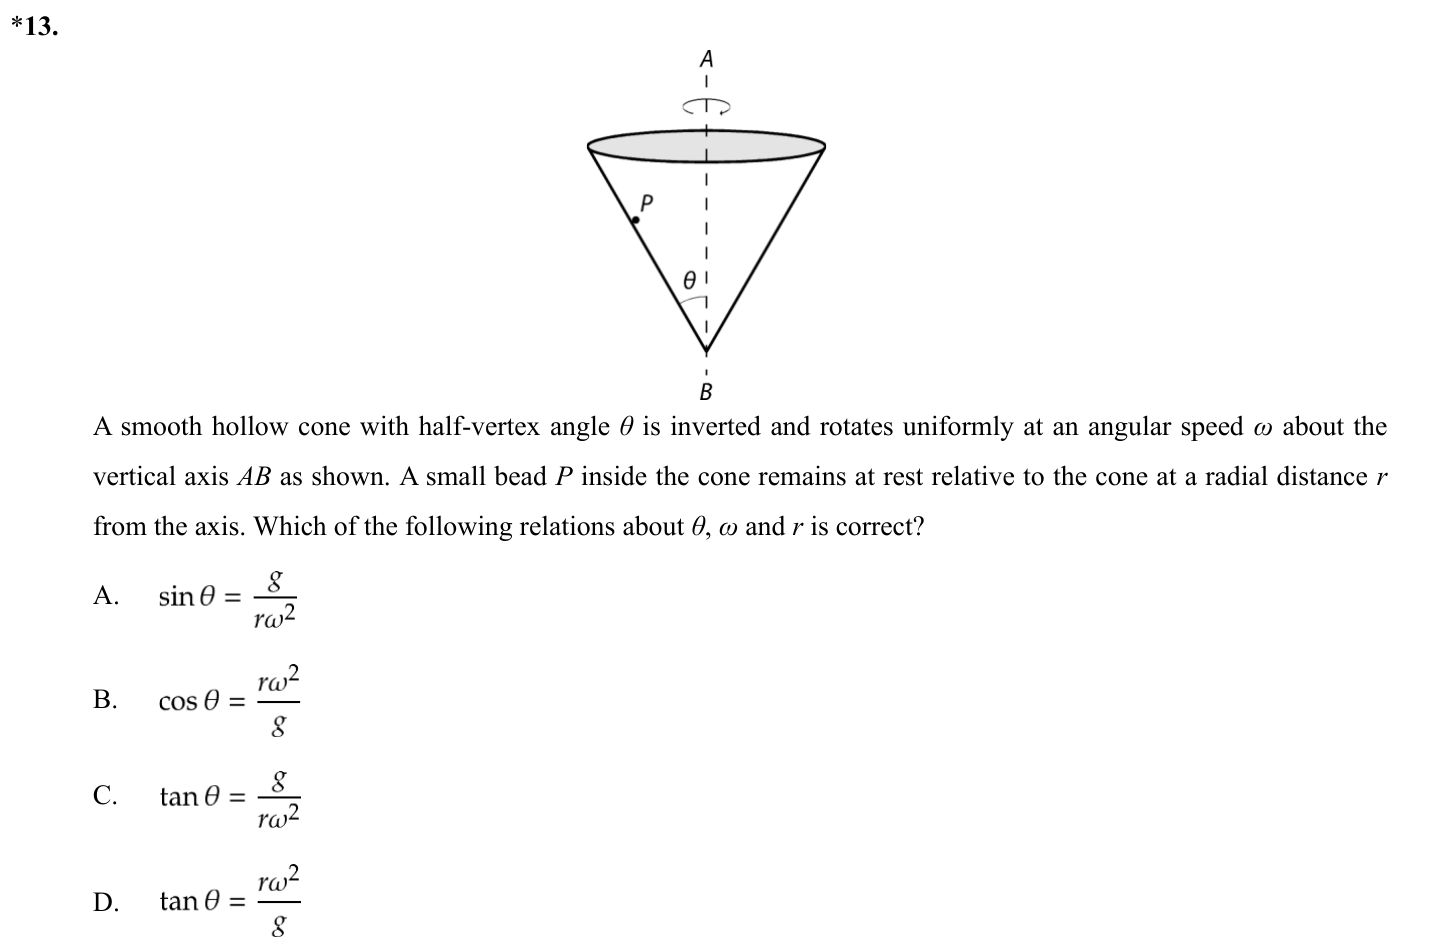 *13.
A
P
θ
B
A smooth hollow cone with half-vertex angle θ is inverted and rotates uniformly at an angular speed ω about the
vertical axis AB as shown. A small bead P inside the cone remains at rest relative to the cone at a radial distance r
from the axis. Which of the following relations about θ, ω and r is correct?
A. sin θ = g / rω²
B. cos θ = rω² / g
C. tan θ = g / rω²
D. tan θ = rω² / g